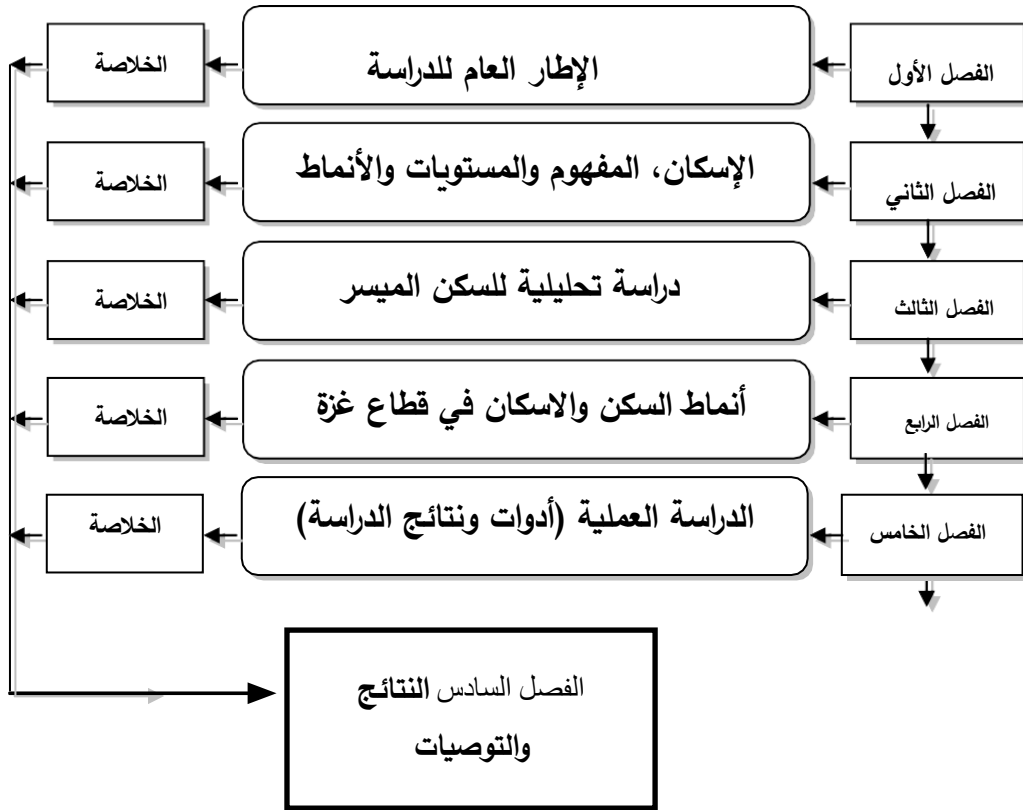 الفصل الأول
الإطار العام للدراسة
الخلاصة
الفصل الثاني
الإسكان، المفهوم والمستويات والأنماط
الخلاصة
الفصل الثالث
دراسة تحليلية للسكن الميسر
الخلاصة
الفصل الرابع
أنماط السكن والاسكان في قطاع غزة
الخلاصة
الفصل الخامس
الدراسة العملية (أدوات ونتائج الدراسة)
الخلاصة
الفصل السادس النتائج
والتوصيات